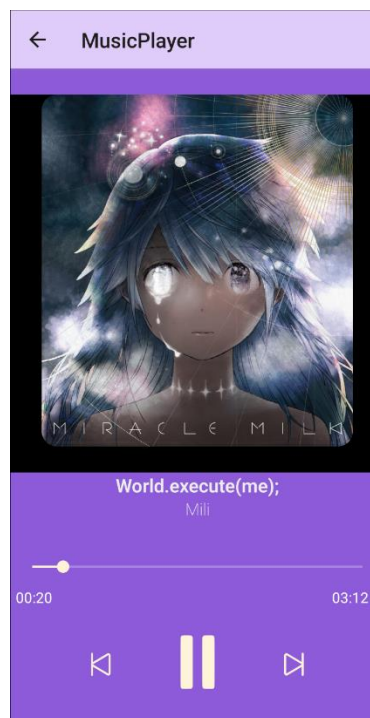 MusicPlayer
MIRACLE MILK
World.execute(me);
Mili
00:20 03:12